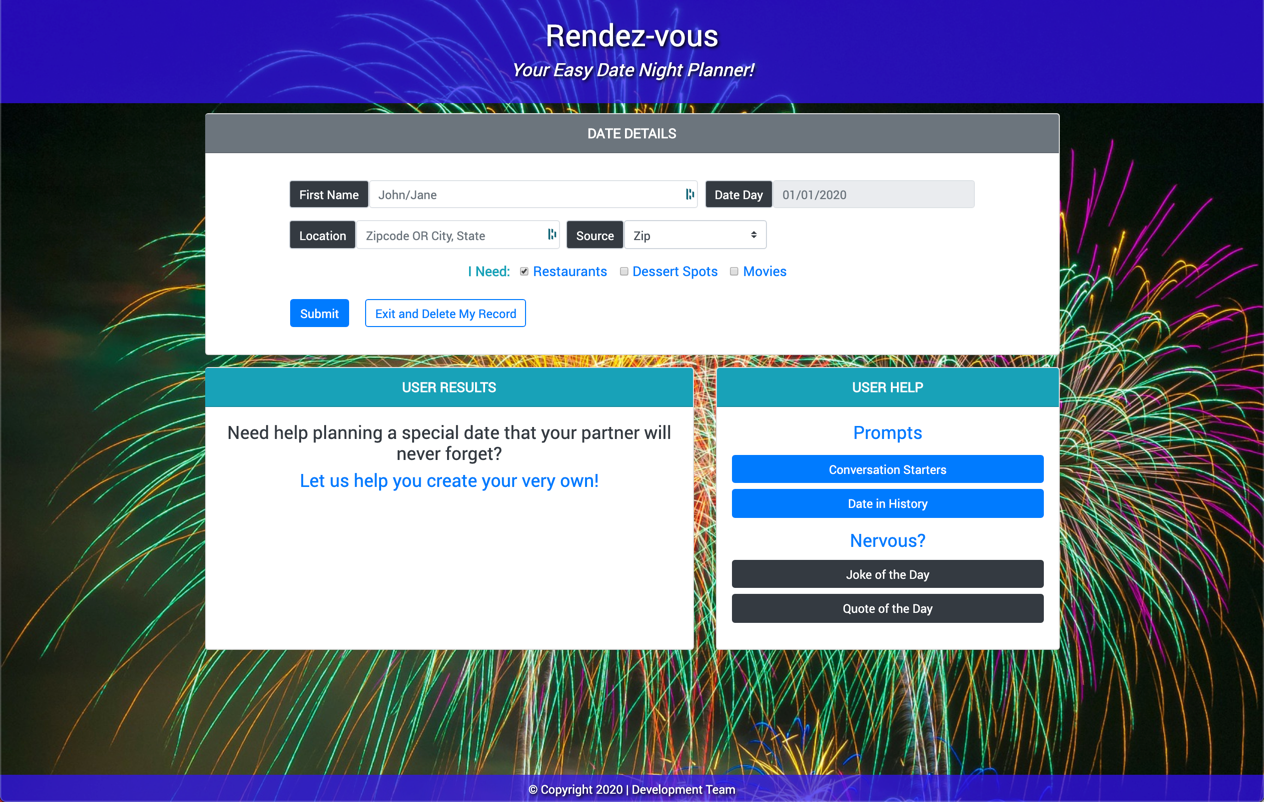 Rendez-vous
Your Easy Date Night Planner!
DATE DETAILS
First Name John/Jane Date Day 01/01/2020
Location Zipcode OR City, State Source Zip
I Need: Restaurants Dessert Spots Movies
Submit Exit and Delete My Record
USER RESULTS
Need help planning a special date that your partner will
never forget?
Let us help you create your very own!
USER HELP
Prompts
Conversation Starters
Date in History
Nervous?
Joke of the Day
Quote of the Day
© Copyright 2020 | Development Team